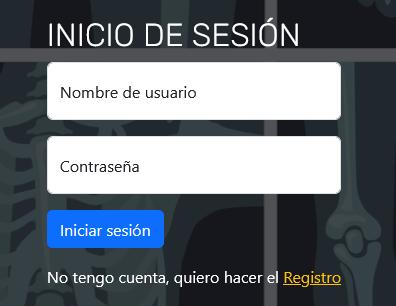 INICIO DE SESIÓN
Nombre de usuario
Contraseña
Iniciar sesión
No tengo cuenta, quiero hacer el Registro